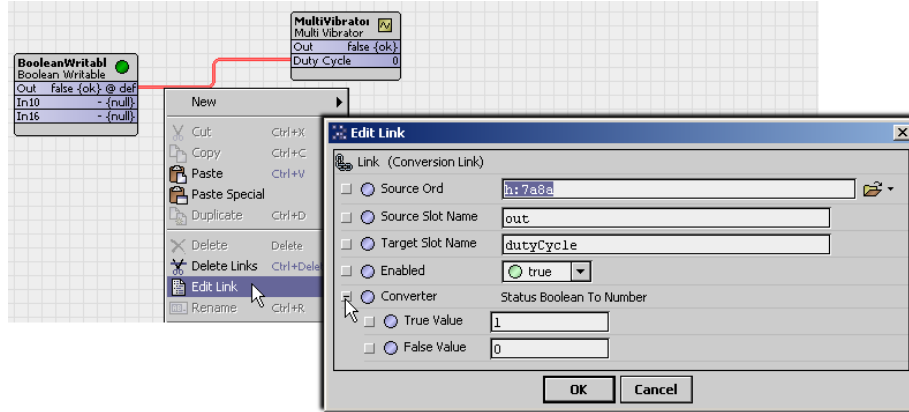 MultiVibrator
Multi Vibrator
Out false {ok}
Duty Cycle 0
BooleanWritabl
Boolean Writable
Out false {ok} @ def
In10 - {null}
In16 - {null}
New
Cut Ctrl+X
Copy Ctrl+C
Paste Ctrl+V
Paste Special
Duplicate Ctrl+D
Delete Delete
Delete Links Ctrl+Dele
Edit Link
Rename Ctrl+R
Edit Link
Link (Conversion Link)
Source Ord h:7a8a
Source Slot Name out
Target Slot Name dutyCycle
Enabled true
Converter Status Boolean To Number
True Value 1
False Value 0
OK Cancel